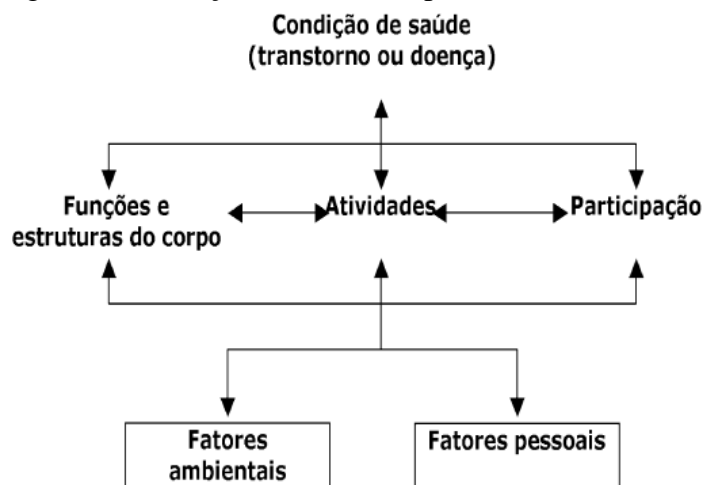 Condição de saúde
(transtorno ou doença)
Funções e
estruturas do corpo
Atividades
Participação
Fatores
ambientais
Fatores pessoais